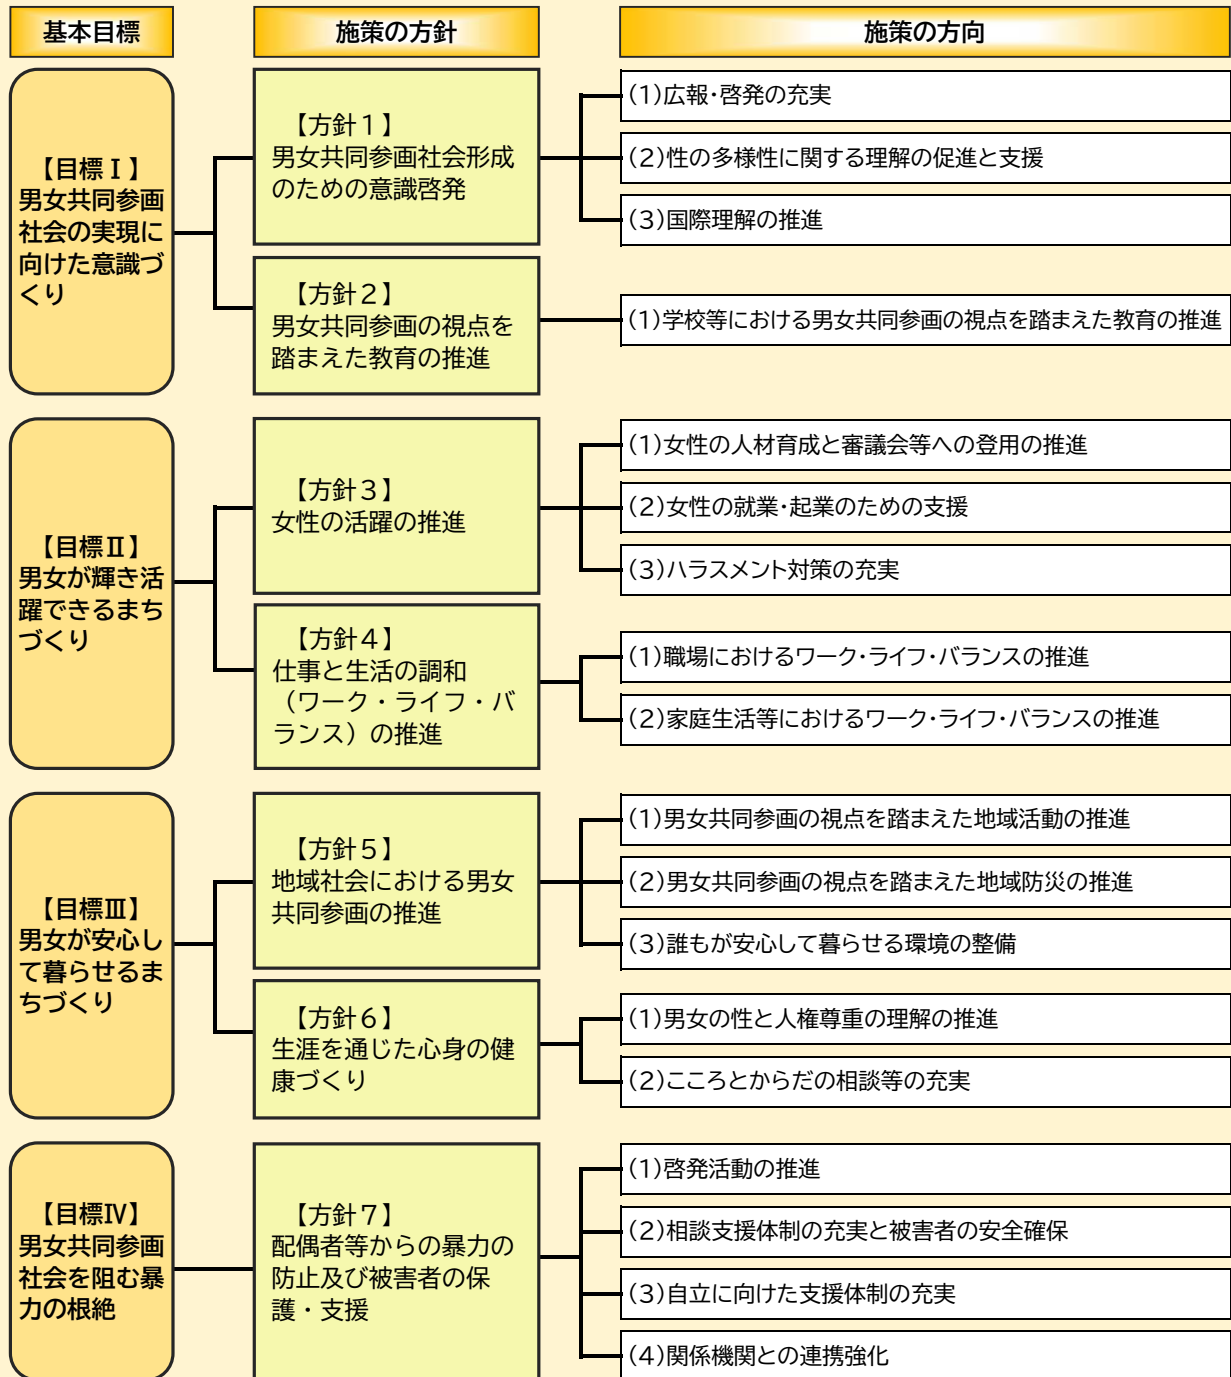 基本目標
施策の方針
施策の方向
【目標Ⅰ】
男女共同参画
社会の実現に
向けた意識づ
くり
【方針１】
男女共同参画社会形成
のための意識啓発
(1)広報・啓発の充実
(2)性の多様性に関する理解の促進と支援
(3)国際理解の推進
【方針２】
男女共同参画の視点を
踏まえた教育の推進
(1)学校等における男女共同参画の視点を踏まえた教育の推進
【目標Ⅱ】
男女が輝き活
躍できるまち
づくり
【方針３】
女性の活躍の推進
(1)女性の人材育成と審議会等への登用の推進
(2)女性の就業・起業のための支援
(3)ハラスメント対策の充実
【方針４】
仕事と生活の調和
（ワーク・ライフ・バ
ランス）の推進
(1)職場におけるワーク・ライフ・バランスの推進
(2)家庭生活等におけるワーク・ライフ・バランスの推進
【目標Ⅲ】
男女が安心し
て暮らせるま
ちづくり
【方針５】
地域社会における男女
共同参画の推進
(1)男女共同参画の視点を踏まえた地域活動の推進
(2)男女共同参画の視点を踏まえた地域防災の推進
(3)誰もが安心して暮らせる環境の整備
【方針６】
生涯を通じた心身の健
康づくり
(1)男女の性と人権尊重の理解の推進
(2)こころとからだの相談等の充実
【目標Ⅳ】
男女共同参画
社会を阻む暴
力の根絶
【方針７】
配偶者等からの暴力の
防止及び被害者の保
護・支援
(1)啓発活動の推進
(2)相談支援体制の充実と被害者の安全確保
(3)自立に向けた支援体制の充実
(4)関係機関との連携強化